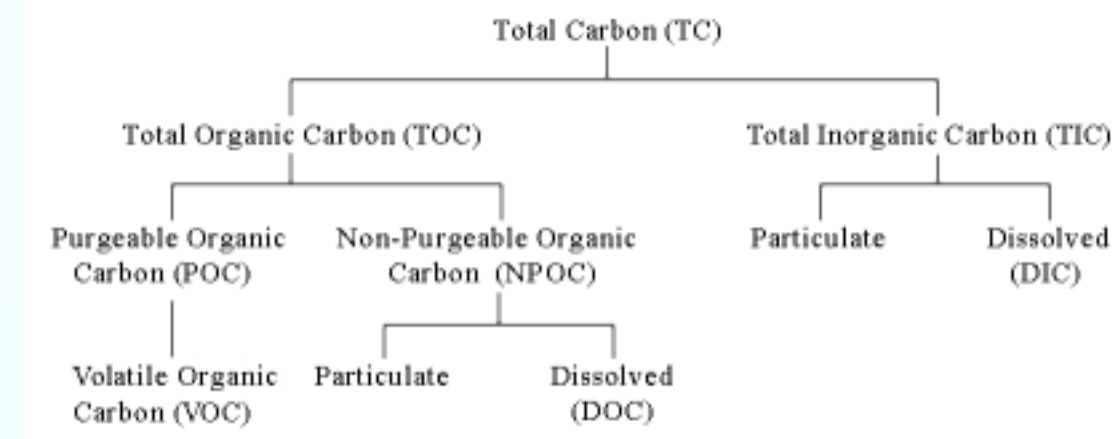 Total Carbon (TC)
Total Organic Carbon (TOC)
Total Inorganic Carbon (TIC)
Purgeable Organic
Carbon (POC)
Non-Purgeable Organic
Carbon (NPOC)
Particulate
Dissolved
(DIC)
Volatile Organic
Carbon (VOC)
Particulate
Dissolved
(DOC)